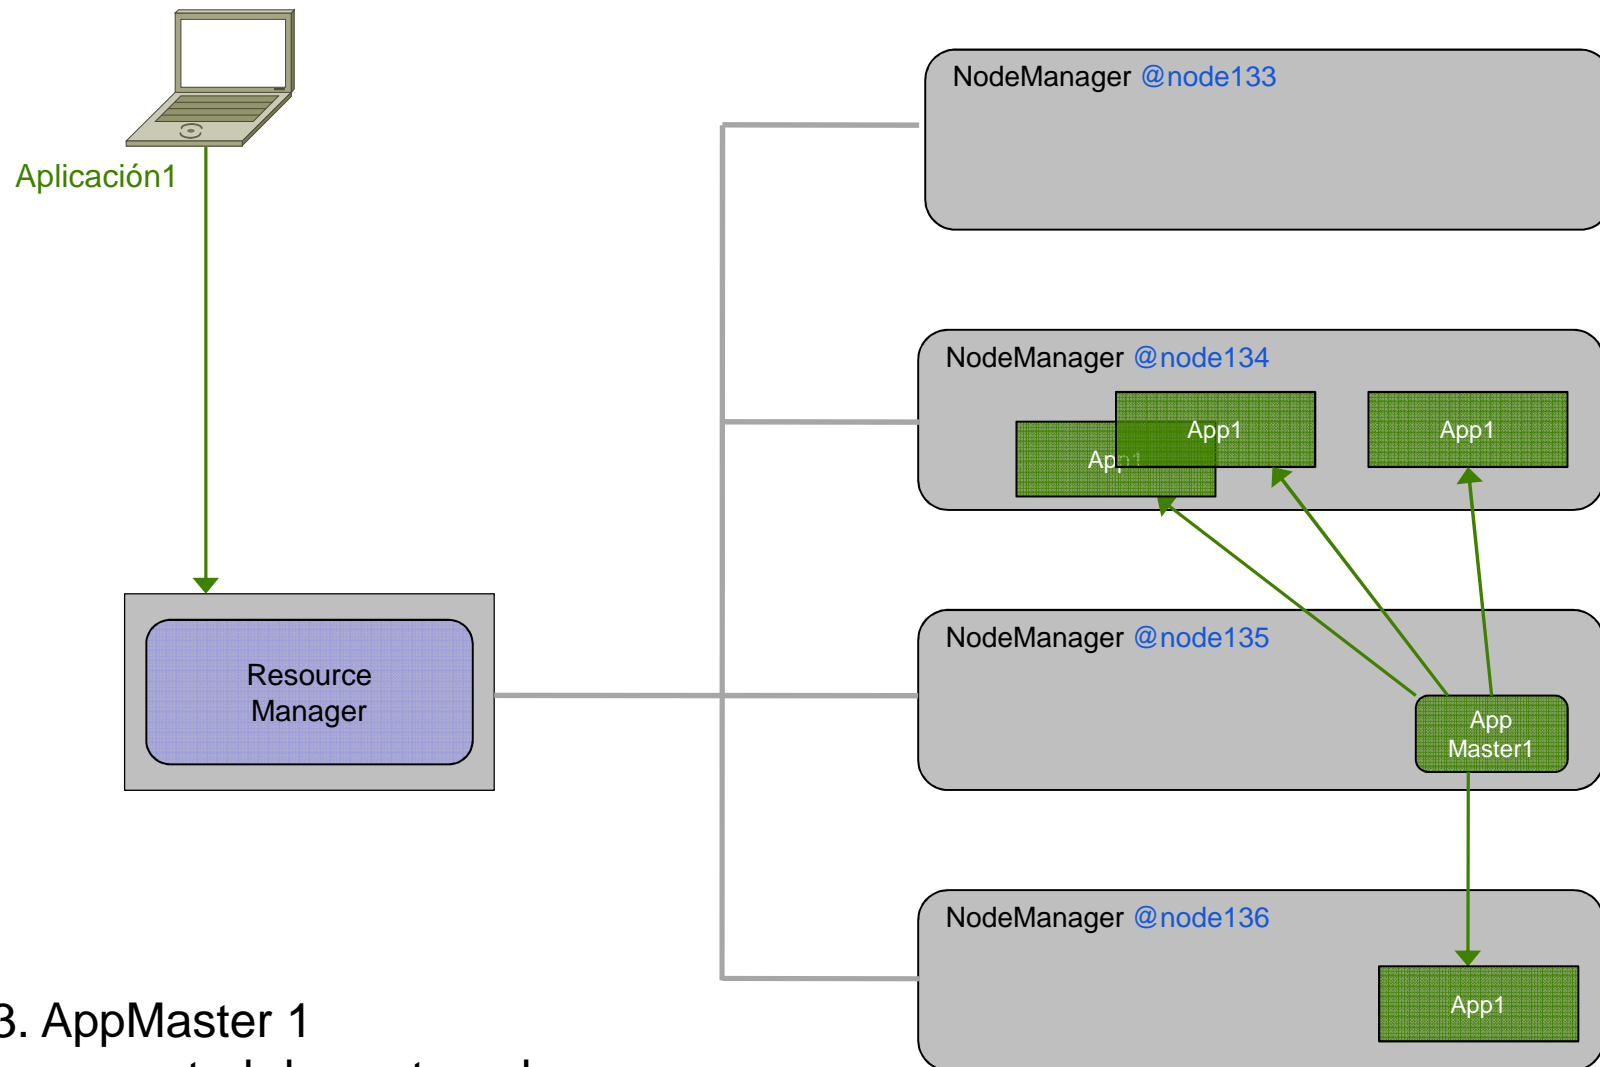 Aplicación1
NodeManager @node133
NodeManager @node134
App1
App1
App1
NodeManager @node135
Resource
Manager
App
Master1
NodeManager @node136
App1
3. AppMaster 1